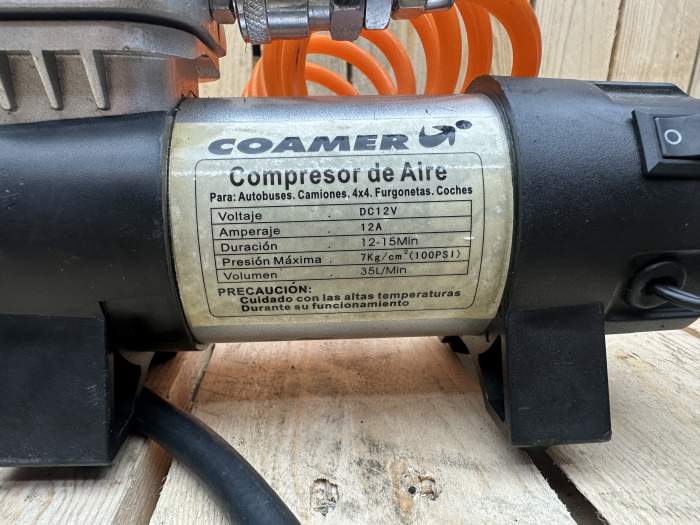 COAMER
Compresor de Aire
Para: Autobuses. Camiones. 4x4. Furgonetas. Coches
Voltaje . DC12V
Amperaje . 12A
Duración . 12-15Min
Presión Máxima . 7Kg/cm²(100PSI)
Volumen . 35L/Min
PRECAUCIÓN:
Cuidado con las altas temperaturas
Durante su funcionamiento